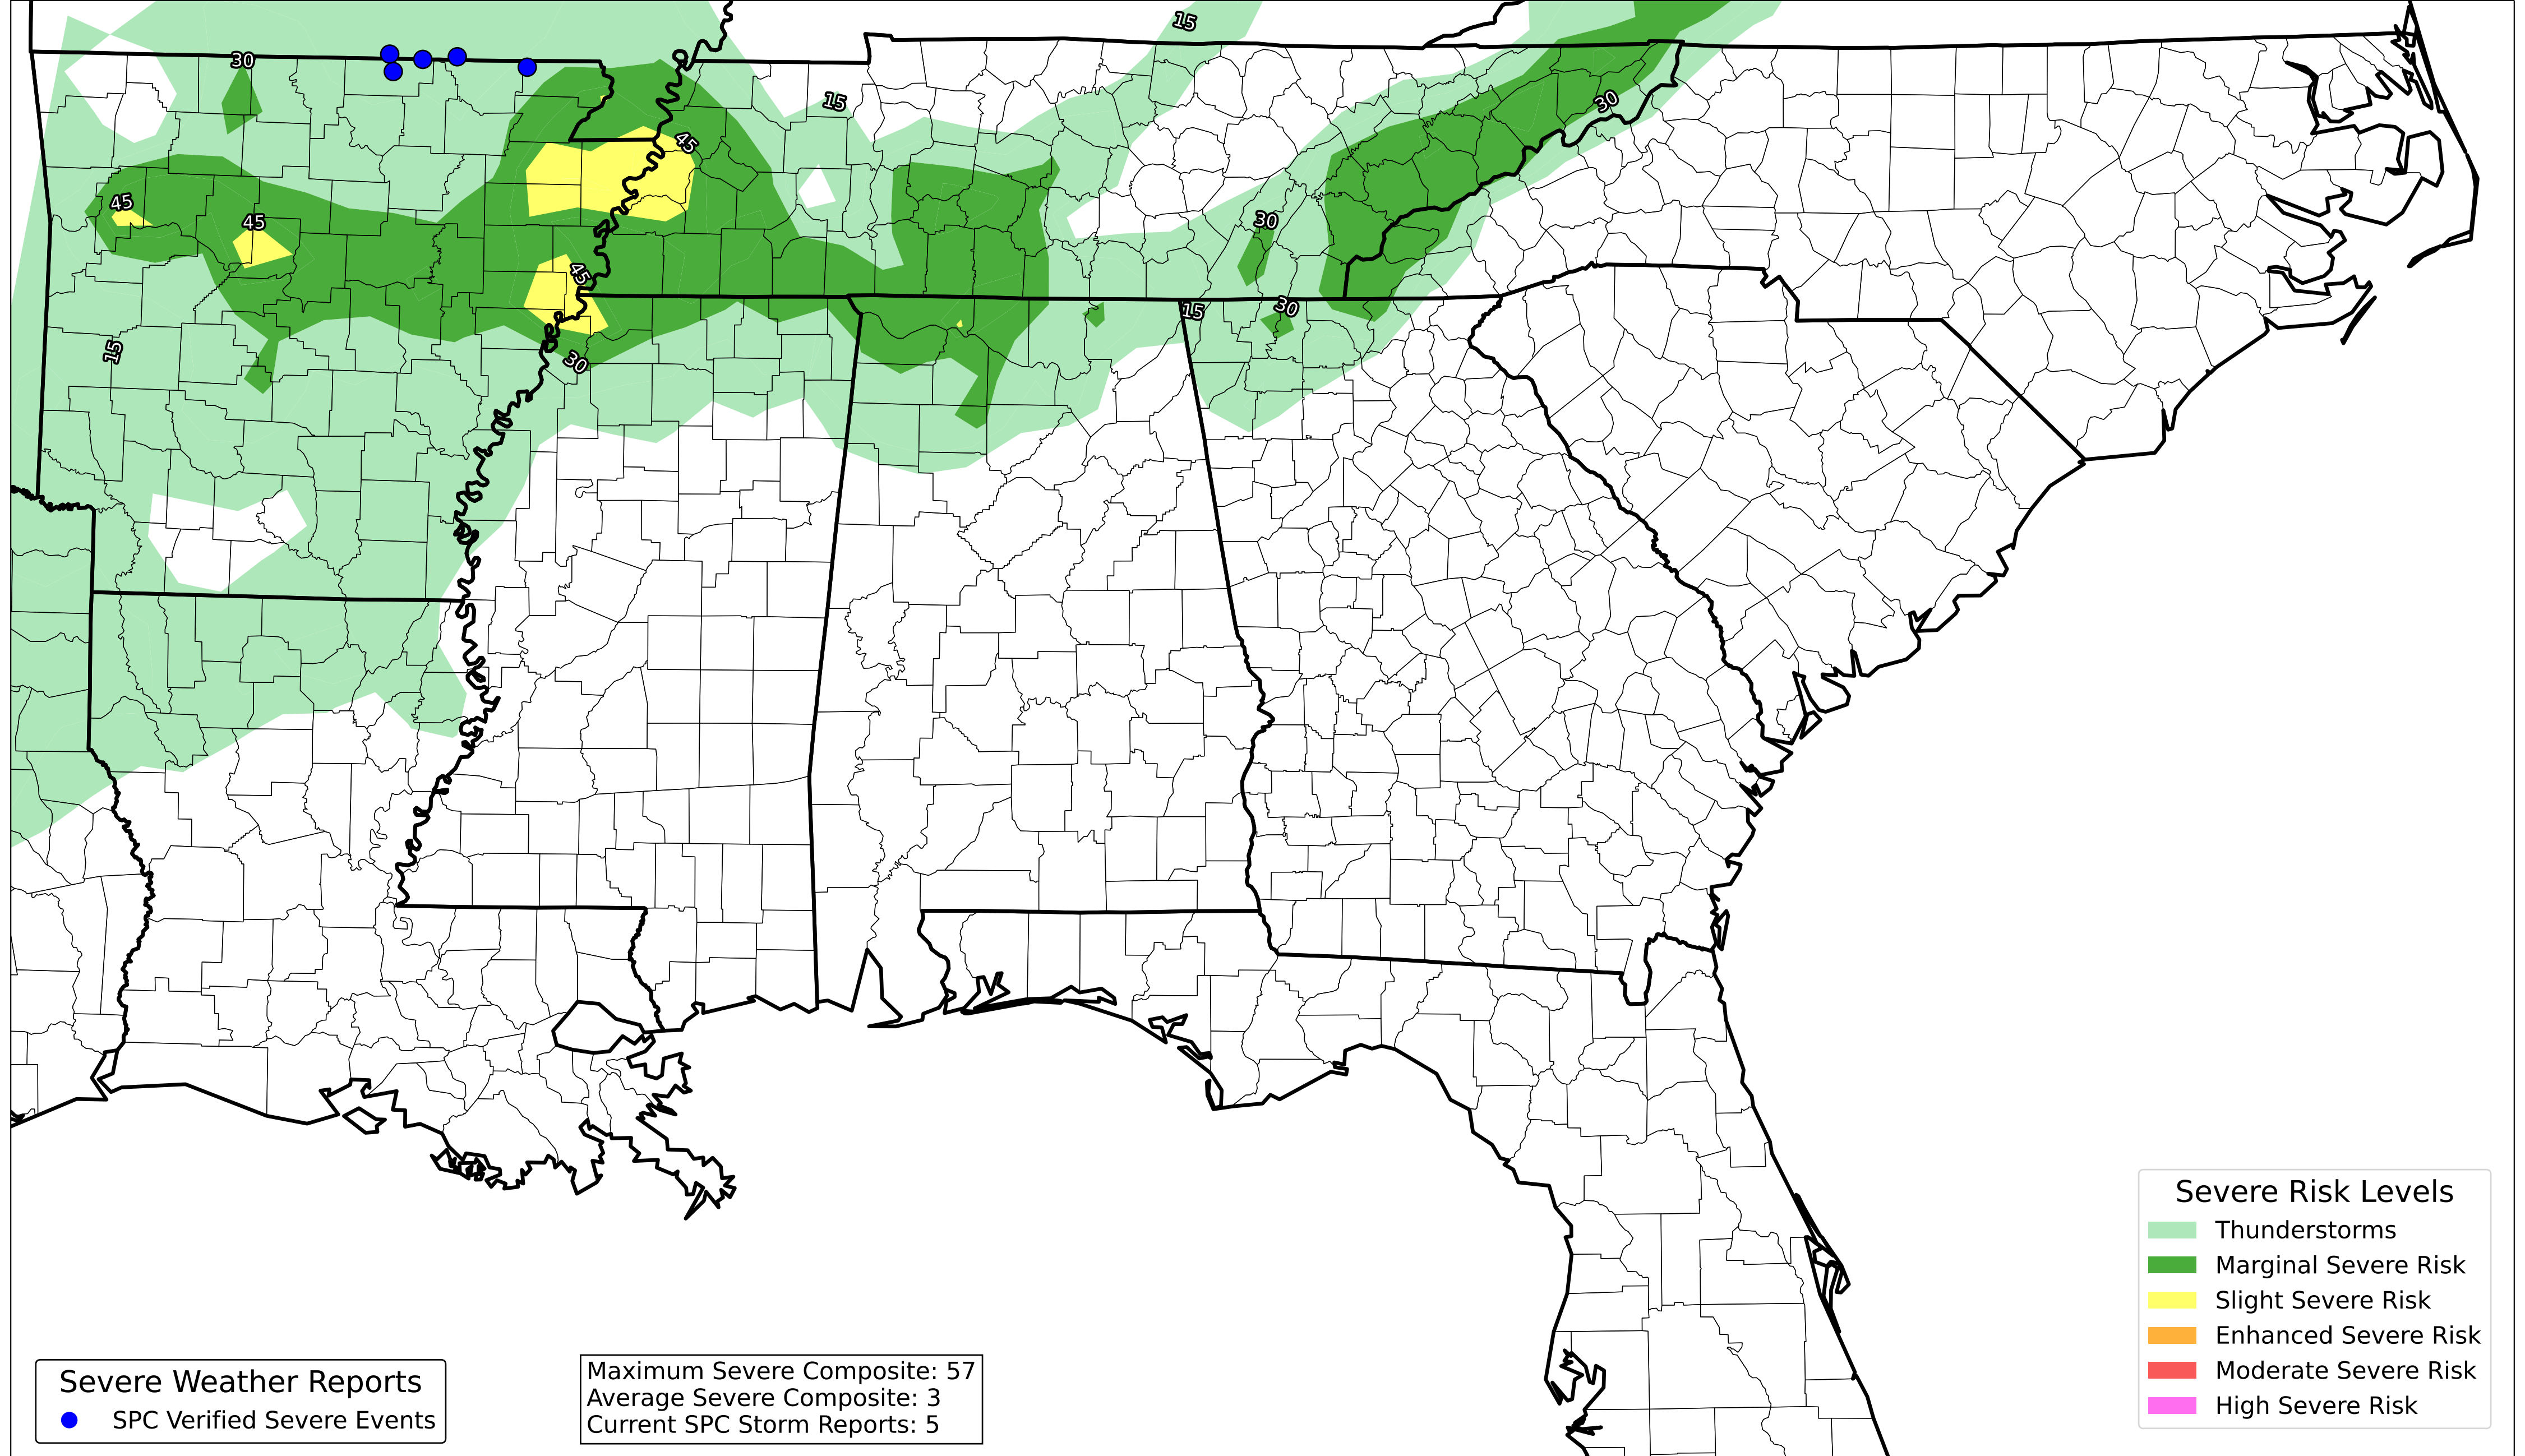 15
30
15
45
30
45
45
30
45
15
30
15
30
Severe Risk Levels
Thunderstorms
Marginal Severe Risk
Slight Severe Risk
Enhanced Severe Risk
Moderate Severe Risk
High Severe Risk
Severe Weather Reports
SPC Verified Severe Events
Maximum Severe Composite: 57
Average Severe Composite: 3
Current SPC Storm Reports: 5